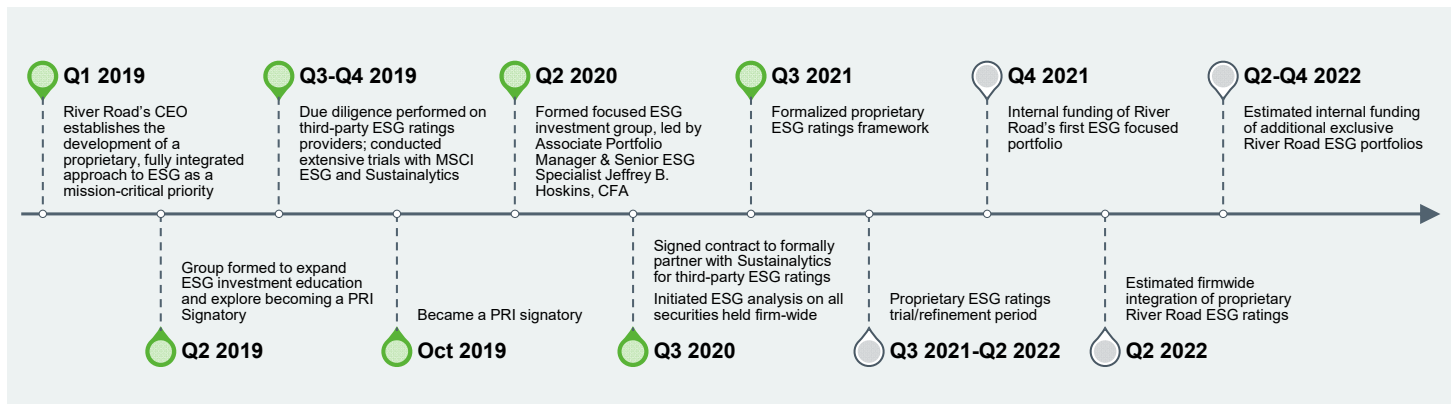 Q1 2019
River Road's CEO
establishes the
development of a
proprietary, fully integrated
approach to ESG as a
mission-critical priority
Q3-Q4 2019
Due diligence performed on
third-party ESG ratings
providers; conducted
extensive trials with MSCI
ESG and Sustainalytics
Q2 2020
Formed focused ESG
investment group, led by
Associate Portfolio
Manager & Senior ESG
Specialist Jeffrey B.
Hoskins, CFA
Q3 2021
Formalized proprietary
ESG ratings framework
Q4 2021
Internal funding of River
Road's first ESG focused
portfolio
Q2-Q4 2022
Estimated internal funding
of additional exclusive
River Road ESG portfolios
Group formed to expand
ESG investment education
and explore becoming a PRI
Signatory
Q2 2019
Became a PRI signatory
Oct 2019
Signed contract to formally
partner with Sustainalytics
for third-party ESG ratings
Initiated ESG analysis on all
securities held firm-wide
Q3 2020
Proprietary ESG ratings
trial/refinement period
Q3 2021-Q2 2022
Estimated firmwide
integration of proprietary
River Road ESG ratings
Q2 2022